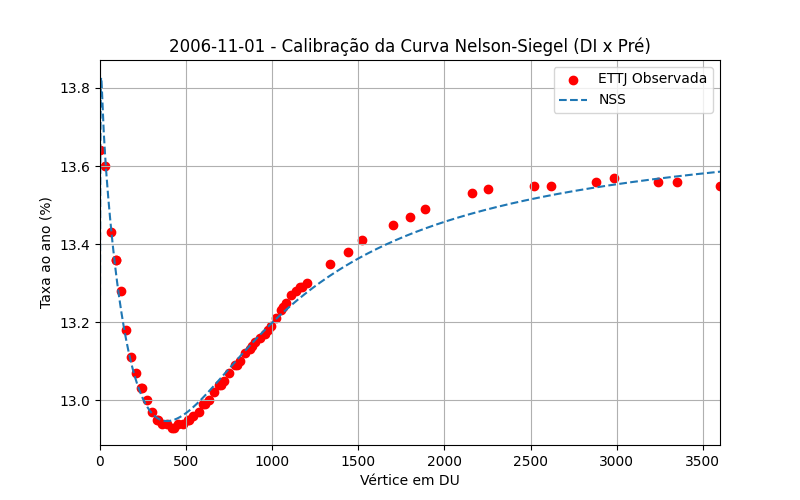 2006-11-01 - Calibração da Curva Nelson-Siegel (DI x Pré)
ETTJ Observada
NSS
Taxa ao ano (%)
13.8
13.6
13.4
13.2
13.0
0 500 1000 1500 2000 2500 3000 3500
Vértice em DU